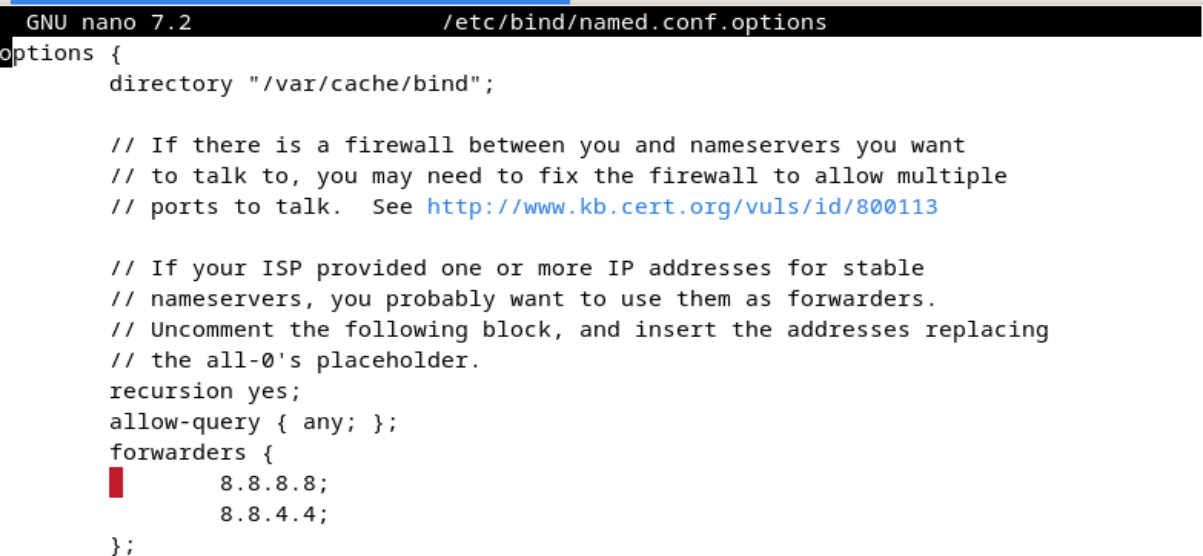 GNU nano 7.2 /etc/bind/named.conf.options
options {
directory "/var/cache/bind";
// If there is a firewall between you and nameservers you want
// to talk to, you may need to fix the firewall to allow multiple
// ports to talk.  See http://www.kb.cert.org/vuls/id/800113
// If your ISP provided one or more IP addresses for stable
// nameservers, you probably want to use them as forwarders.
// Uncomment the following block, and insert the addresses replacing
// the all-0's placeholder.
recursion yes;
allow-query { any; };
forwarders {
8.8.8.8;
8.8.4.4;
};